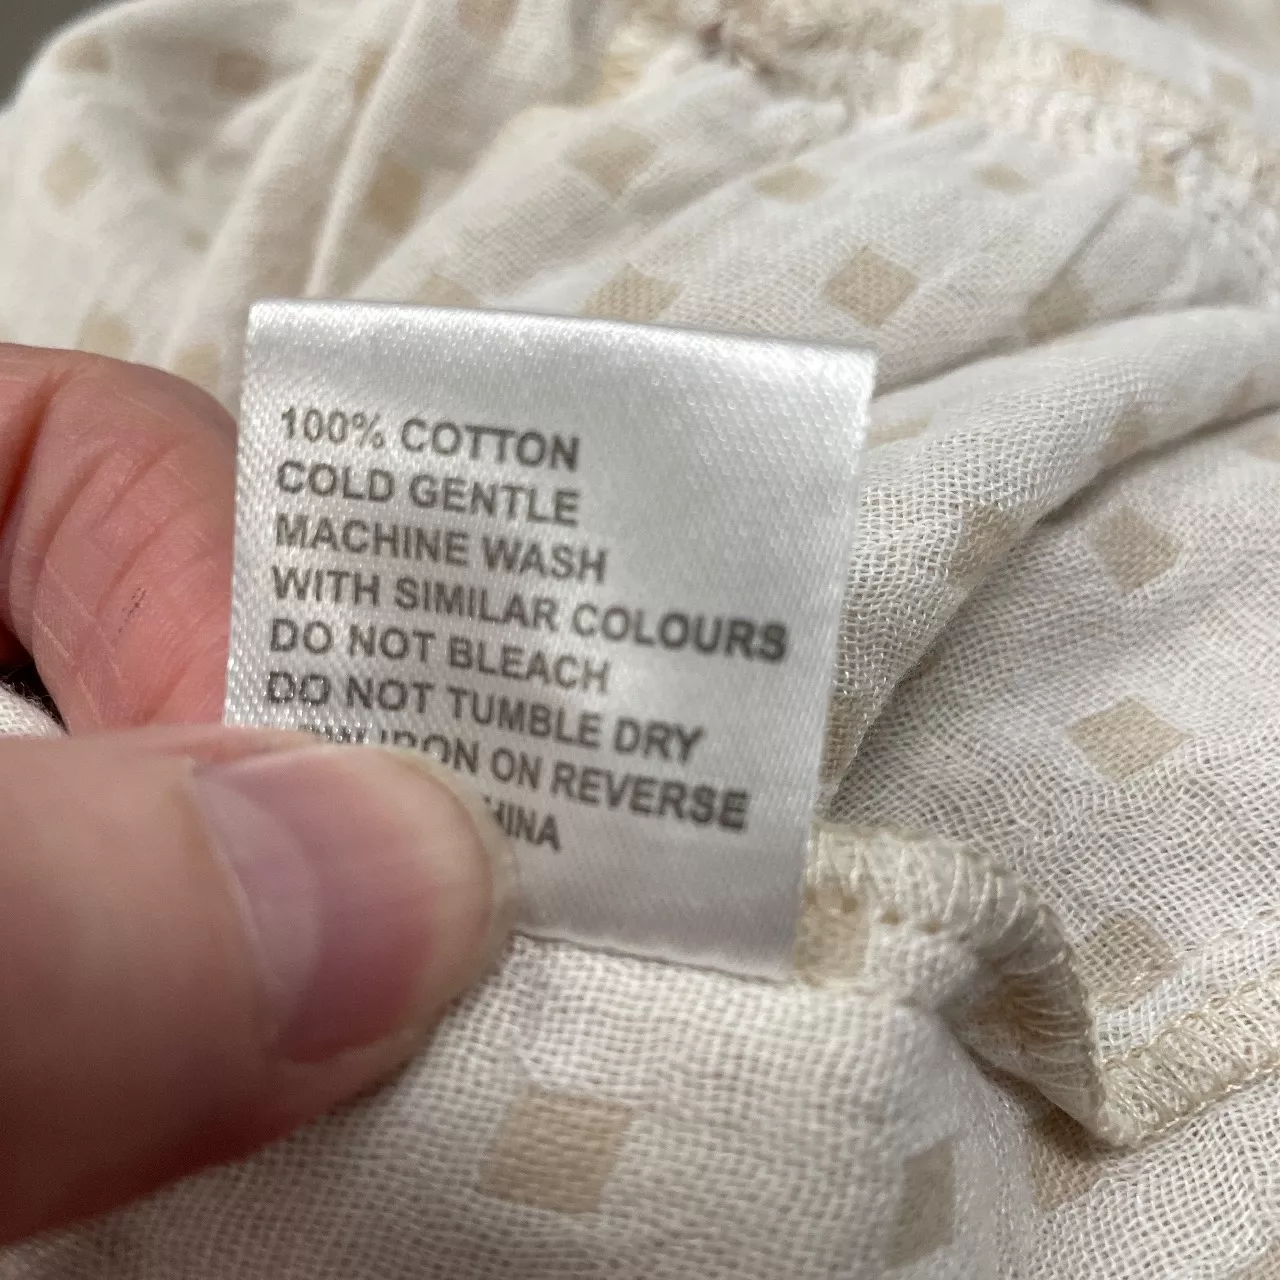 100% COTTON
COLD GENTLE
MACHINE WASH
WITH SIMILAR COLOURS
DO NOT BLEACH
DO NOT TUMBLE DRY
IRON ON REVERSE